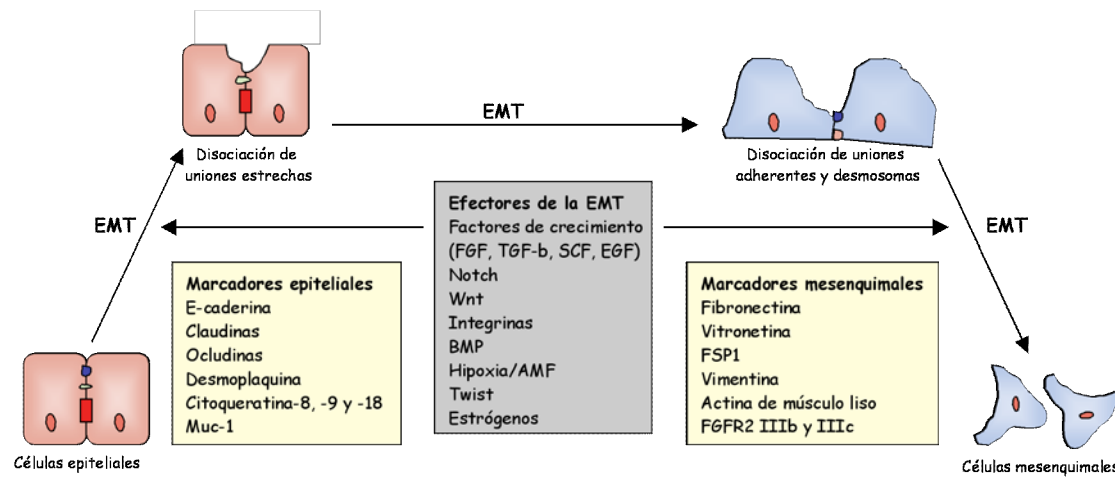 EMT
Disociación de
uniones estrechas
Disociación de uniones
adherentes y desmosomas
EMT
EMT
Efectores de la EMT
Factores de crecimiento
(FGF, TGF-b, SCF, EGF)
Notch
Wnt
Integrinas
BMP
Hipoxia/AMF
Twist
Estrógenos
Marcadores epiteliales
E-caderina
Claudinas
Ocludinas
Desmoplaquina
Citoqueratina-8, -9 y -18
Muc-1
Marcadores mesenquimales
Fibronectina
Vitronetina
FSP1
Vimentina
Actina de músculo liso
FGFR2 IIIb y IIIc
Células epiteliales
Células mesenquimales